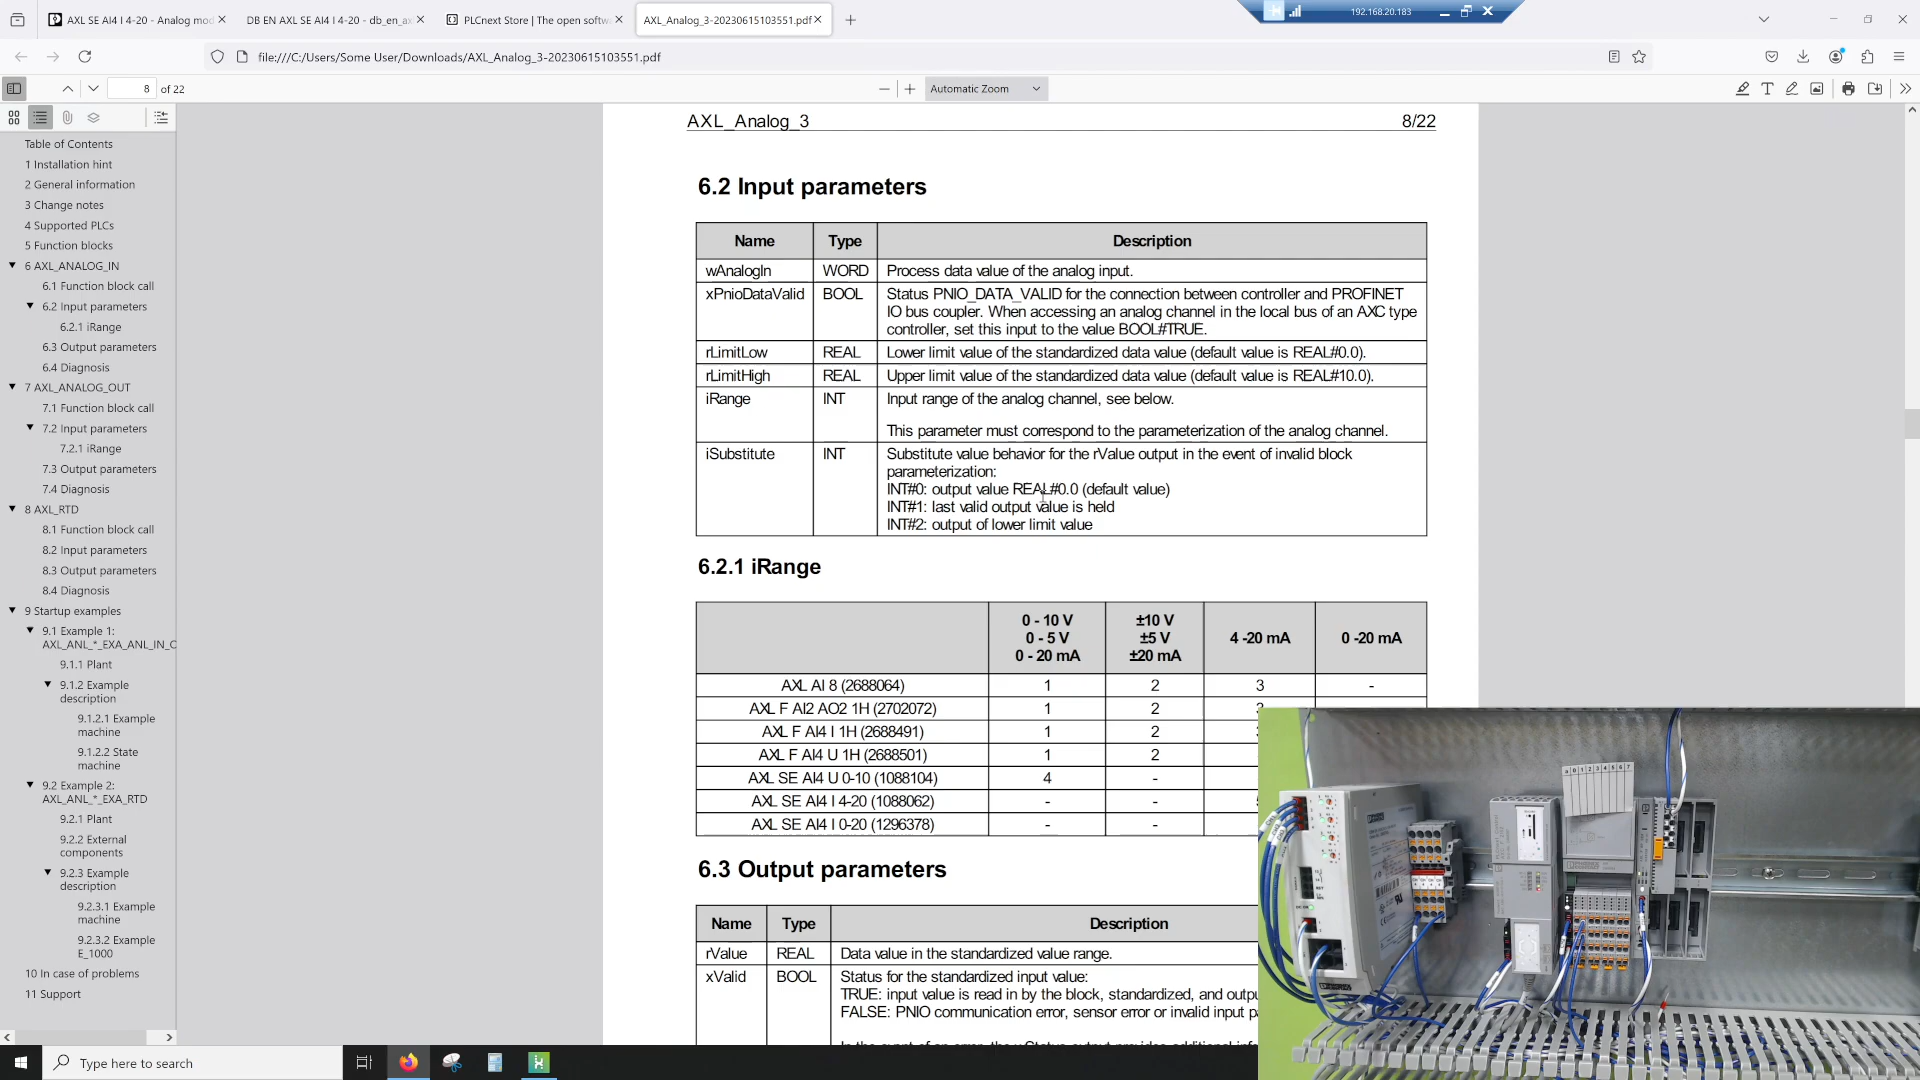 AXL SE AI4 I 4-20 - Analog mod
DB EN AXL SE AI4 I 4-20 - db_en_ax
PLCnext Store | The open softw
AXL_Analog_3-20230615103551.pdf
192.168.20.183
file:///C:/Users/Some User/Downloads/AXL_Analog_3-20230615103551.pdf
8 of 22
Automatic Zoom
Table of Contents
1 Installation hint
2 General information
3 Change notes
4 Supported PLCs
5 Function blocks
6 AXL_ANALOG_IN
6.1 Function block call
6.2 Input parameters
6.2.1 iRange
6.3 Output parameters
6.4 Diagnosis
7 AXL_ANALOG_OUT
7.1 Function block call
7.2 Input parameters
7.2.1 iRange
7.3 Output parameters
7.4 Diagnosis
8 AXL_RTD
8.1 Function block call
8.2 Input parameters
8.3 Output parameters
8.4 Diagnosis
9 Startup examples
9.1 Example 1:
AXL_ANL_*_EXA_ANL_IN_O
9.1.1 Plant
9.1.2 Example
description
9.1.2.1 Example
machine
9.1.2.2 State
machine
9.2 Example 2:
AXL_ANL_*_EXA_RTD
9.2.1 Plant
9.2.2 External
components
9.2.3 Example
description
9.2.3.1 Example
machine
9.2.3.2 Example
E_1000
10 In case of problems
11 Support
AXL_Analog_3 8/22
6.2 Input parameters
Name Type Description
wAnalogIn WORD Process data value of the analog input.
xPnioDataValid BOOL Status PNIO_DATA_VALID for the connection between controller and PROFINET
IO bus coupler. When accessing an analog channel in the local bus of an AXC type
controller, set this input to the value BOOL#TRUE.
rLimitLow REAL Lower limit value of the standardized data value (default value is REAL#0.0).
rLimitHigh REAL Upper limit value of the standardized data value (default value is REAL#10.0).
iRange INT Input range of the analog channel, see below.
This parameter must correspond to the parameterization of the analog channel.
iSubstitute INT Substitute value behavior for the rValue output in the event of invalid block
parameterization:
INT#0: output value REAL#0.0 (default value)
INT#1: last valid output value is held
INT#2: output of lower limit value
6.2.1 iRange
0 - 10 V ±10 V
0 - 5 V ±5 V 4 -20 mA 0 -20 mA
0 - 20 mA ±20 mA
AXL AI 8 (2688064) 1 2 3 -
AXL F AI2 AO2 1H (2702072) 1 2
AXL F AI4 I 1H (2688491) 1 2
AXL F AI4 U 1H (2688501) 1 2
AXL SE AI4 U 0-10 (1088104) 4 -
AXL SE AI4 I 4-20 (1088062) - -
AXL SE AI4 I 0-20 (1296378) - -
6.3 Output parameters
Name Type Description
rValue REAL Data value in the standardized value range.
xValid BOOL Status for the standardized input value:
TRUE: input value is read in by the block, standardized, and outpu
FALSE: PNIO communication error, sensor error or invalid input p
Type here to search